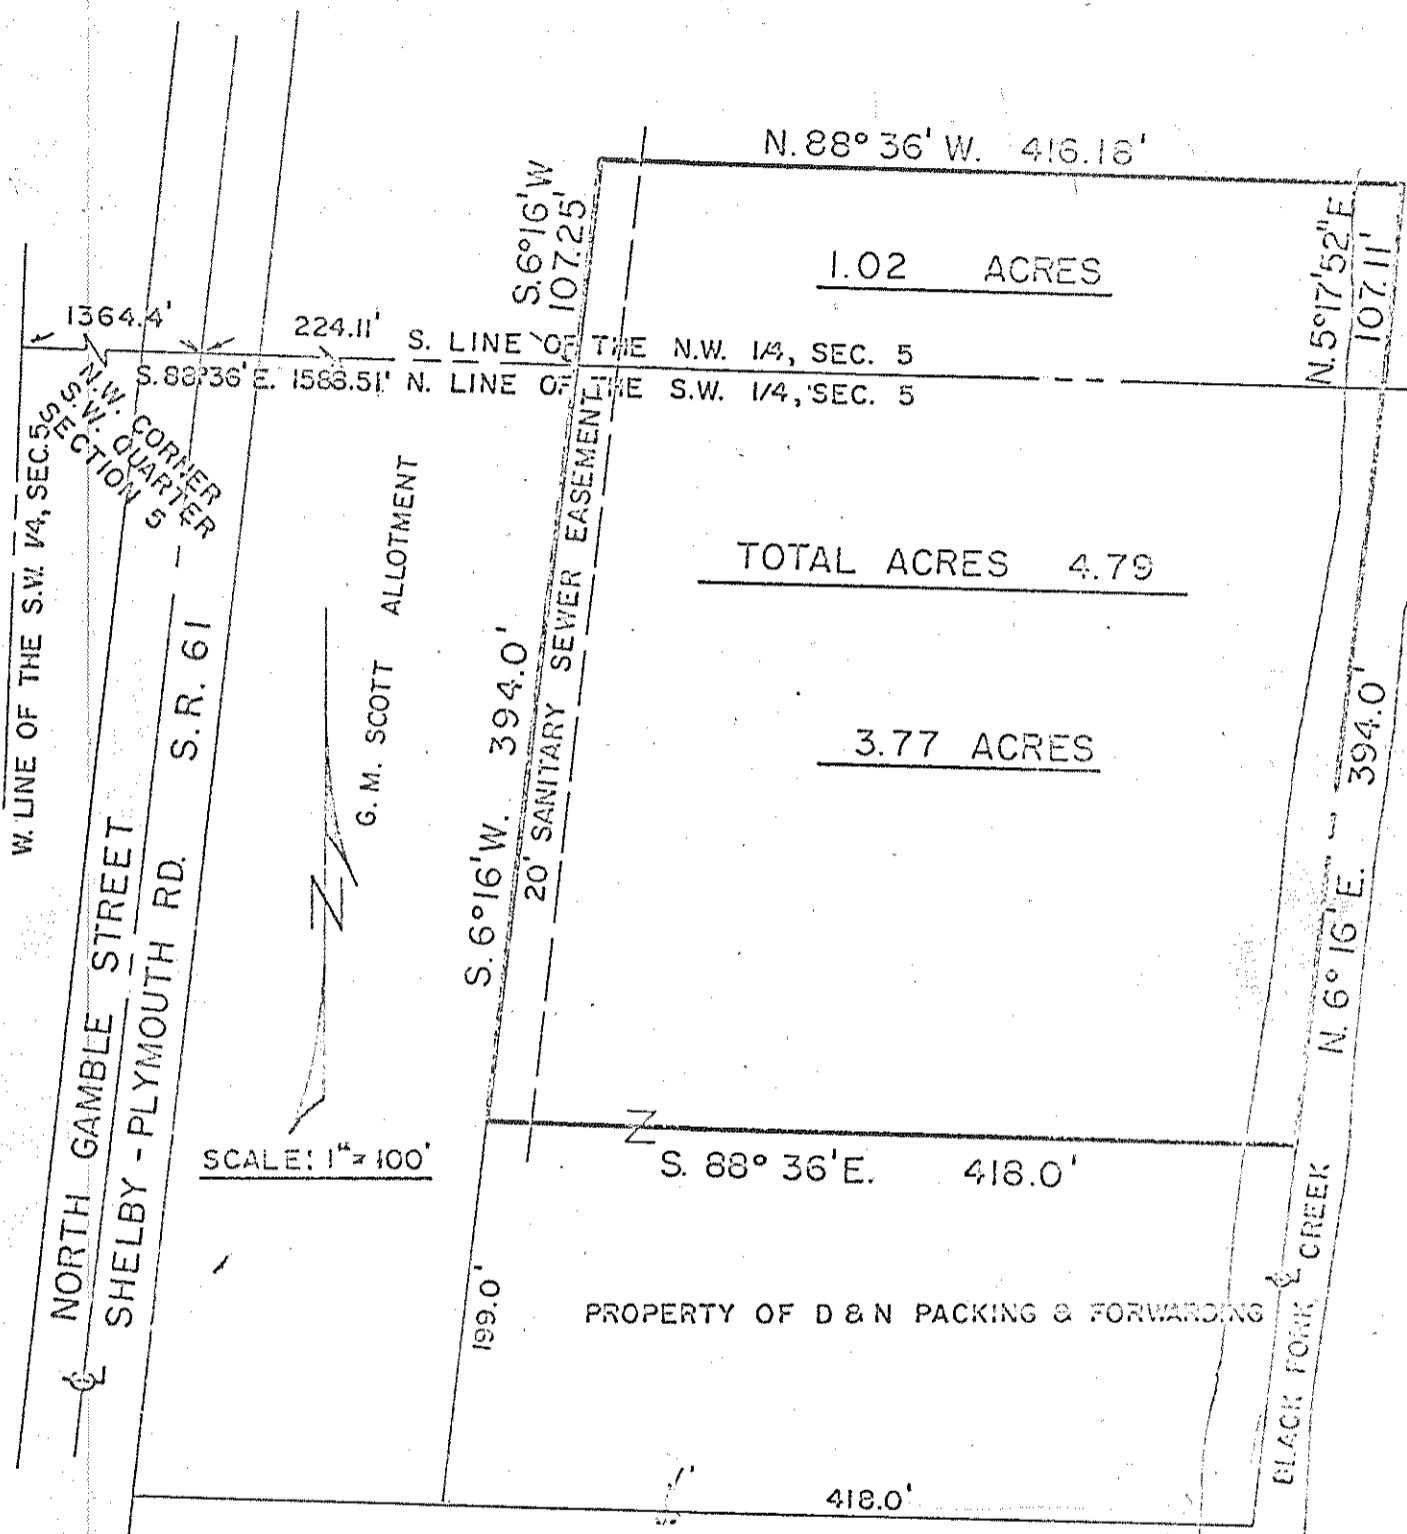 N. 88° 36' W. 416.18'
S. 6°16' W
107.25'
1.02 ACRES
N. 5°17'52" E.
107.11'
1364.4'
224.11'
S. LINE OF THE N.W. 1/4, SEC. 5
S. 88°36' E. 1588.51' N. LINE OF THE S.W. 1/4, SEC. 5
N.W. CORNER
S.W. QUARTER
SECTION 5
W. LINE OF THE S.W. 1/4, SEC. 5
G. M. SCOTT ALLOTMENT
20' SANITARY SEWER EASEMENT
S. 6°16' W. 394.0'
TOTAL ACRES 4.79
3.77 ACRES
N. 6° 16' E. 394.0'
NORTH GAMBLE STREET
SHELBY - PLYMOUTH RD. S.R. 61
N
SCALE: 1" = 100'
S. 88° 36' E. 418.0'
199.0'
PROPERTY OF D & N PACKING & FORWARDING
BLACK FORK CREEK
418.0'